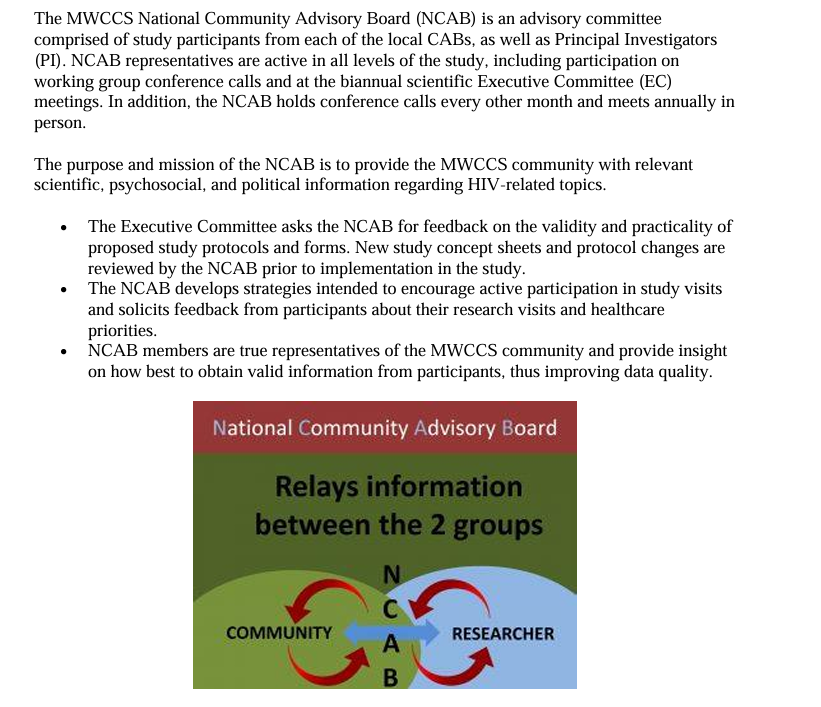 The MWCCS National Community Advisory Board (NCAB) is an advisory committee
comprised of study participants from each of the local CABs, as well as Principal Investigators
(PI). NCAB representatives are active in all levels of the study, including participation on
working group conference calls and at the biannual scientific Executive Committee (EC)
meetings. In addition, the NCAB holds conference calls every other month and meets annually in
person.
The purpose and mission of the NCAB is to provide the MWCCS community with relevant
scientific, psychosocial, and political information regarding HIV-related topics.
• The Executive Committee asks the NCAB for feedback on the validity and practicality of
proposed study protocols and forms. New study concept sheets and protocol changes are
reviewed by the NCAB prior to implementation in the study.
• The NCAB develops strategies intended to encourage active participation in study visits
and solicits feedback from participants about their research visits and healthcare
priorities.
• NCAB members are true representatives of the MWCCS community and provide insight
on how best to obtain valid information from participants, thus improving data quality.
National Community Advisory Board
Relays information
between the 2 groups
N
C
A
B
COMMUNITY
RESEARCHER